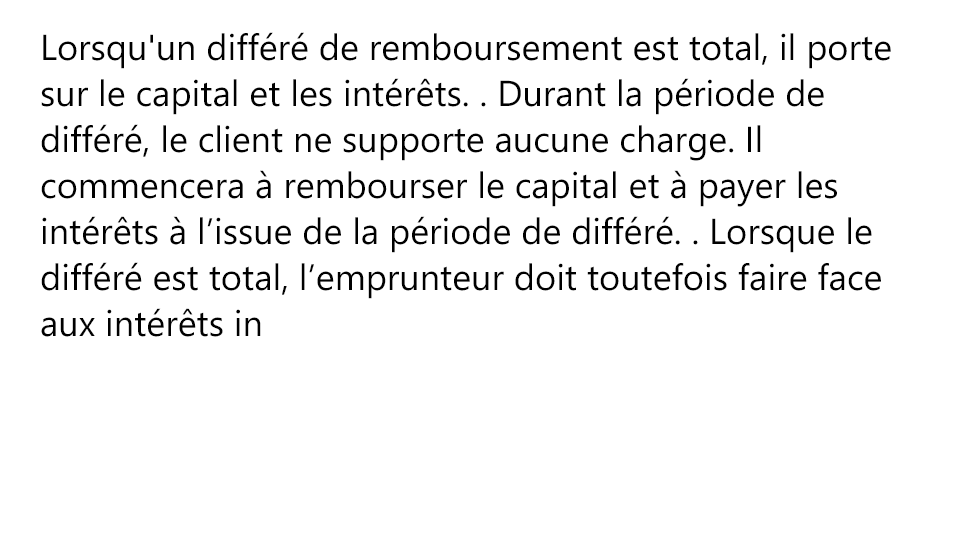 Lorsqu'un différé de remboursement est total, il porte
sur le capital et les intérêts. . Durant la période de
différé, le client ne supporte aucune charge. Il
commencera à rembourser le capital et à payer les
intérêts à l’issue de la période de différé. . Lorsque le
différé est total, l’emprunteur doit toutefois faire face
aux intérêts in